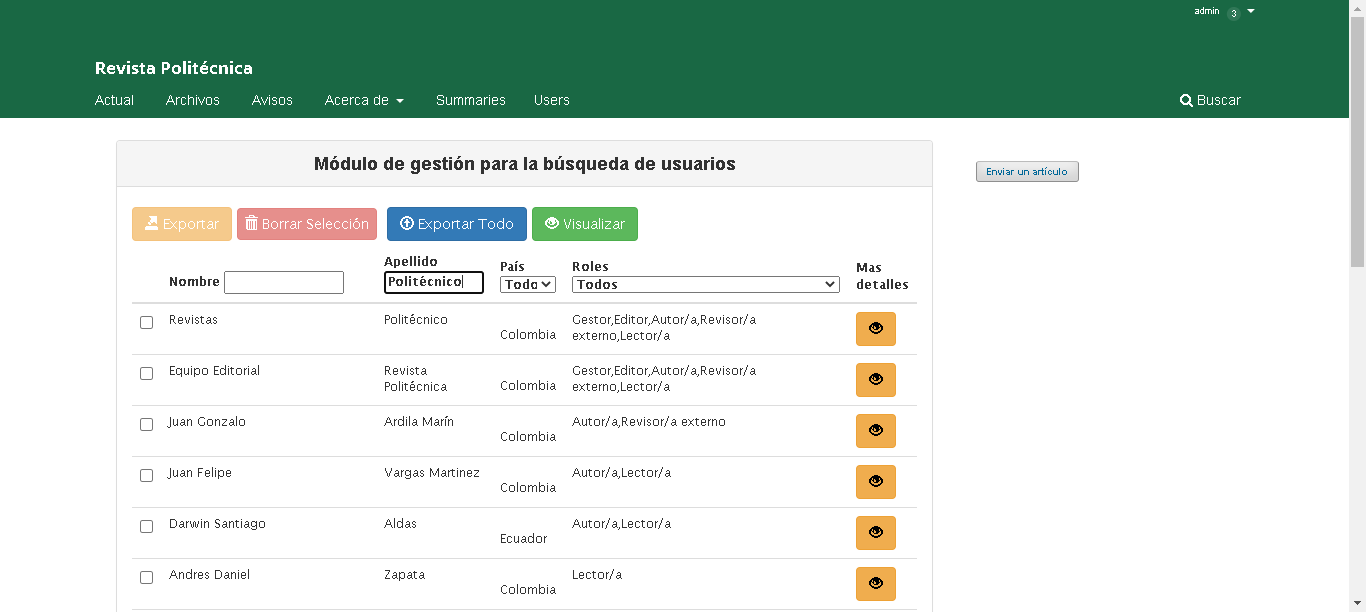 admin 3
Revista Politécnica
Actual Archivos Avisos Acerca de Summaries Users Buscar
Módulo de gestión para la búsqueda de usuarios
Enviar un artículo
Exportar Borrar Selección Exportar Todo Visualizar
Nombre Apellido País Roles Mas detalles
Politécnico Todo Todos
Revistas Politécnico Colombia Gestor,Editor,Autor/a,Revisor/a
externo,Lector/a
Equipo Editorial Revista Politécnica Colombia Gestor,Editor,Autor/a,Revisor/a
externo,Lector/a
Juan Gonzalo Ardila Marín Colombia Autor/a,Revisor/a externo
Juan Felipe Vargas Martinez Colombia Autor/a,Lector/a
Darwin Santiago Aldas Ecuador Autor/a,Lector/a
Andres Daniel Zapata Colombia Lector/a